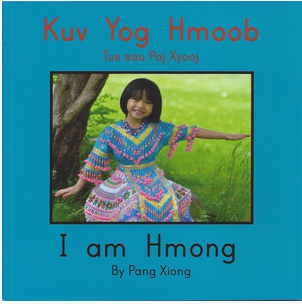 Kuv Yog Hmoob
Tus sau Paj Xyooj
I am Hmong
By Pang Xiong